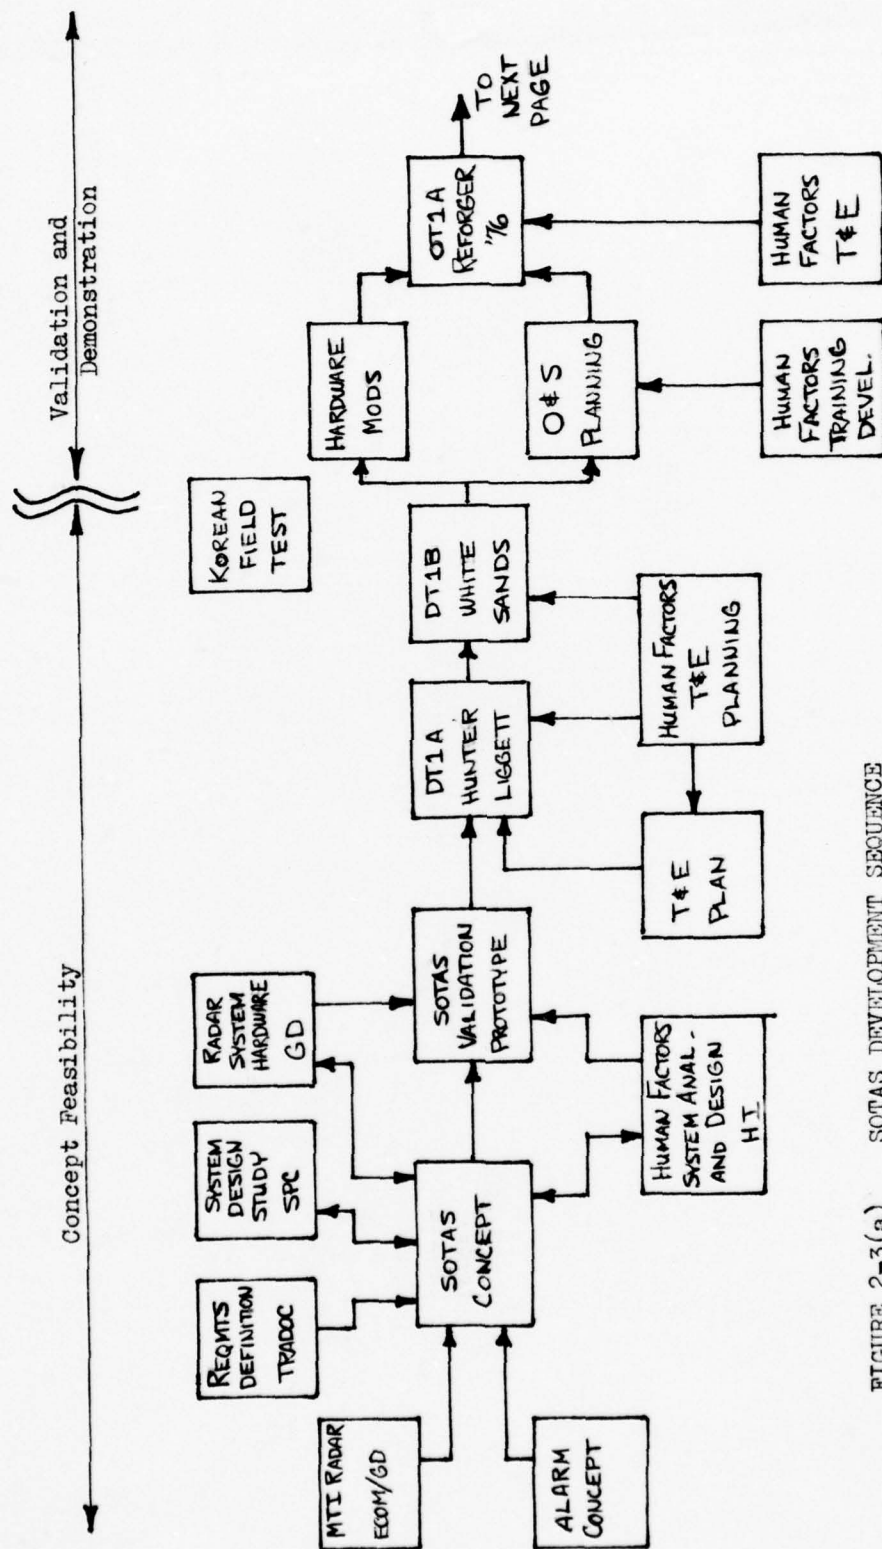 Concept Feasibility
Validation and
Demonstration
MTI RADAR
ECOM/GD
ALARM
CONCEPT
REQMTS
DEFINITION
TRADOC
SYSTEM
DESIGN
STUDY
SPC
RADAR
SYSTEM
HARDWARE
GD
SOTAS
CONCEPT
HUMAN FACTORS
SYSTEM ANAL -
AND DESIGN
HI
SOTAS
VALIDATION
PROTOTYPE
T&E
PLAN
DT1A
HUNTER
LIGGETT
HUMAN FACTORS
T&E
PLANNING
DT1B
WHITE
SANDS
KOREAN
FIELD
TEST
HARDWARE
MODS
O&S
PLANNING
HUMAN
FACTORS
TRAINING
DEVEL.
OT1A
REFORGER
'76
HUMAN
FACTORS
T&E
TO
NEXT
PAGE
FIGURE 2-3(a) SOTAS DEVELOPMENT SEQUENCE